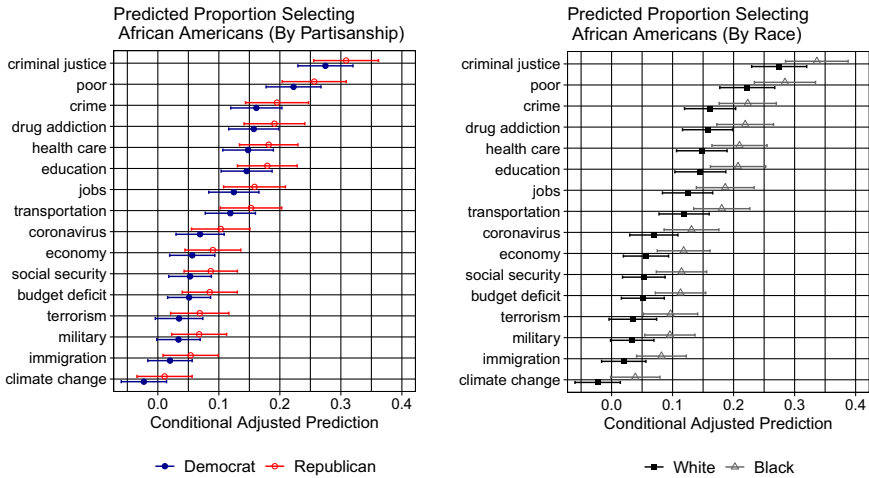 Predicted Proportion Selecting
African Americans (By Partisanship)
criminal justice
poor
crime
drug addiction
health care
education
jobs
transportation
coronavirus
economy
social security
budget deficit
terrorism
military
immigration
climate change
0.0 0.1 0.2 0.3 0.4
Conditional Adjusted Prediction
Democrat Republican
Predicted Proportion Selecting
African Americans (By Race)
criminal justice
poor
crime
drug addiction
health care
education
jobs
transportation
coronavirus
economy
social security
budget deficit
terrorism
military
immigration
climate change
0.0 0.1 0.2 0.3 0.4
Conditional Adjusted Prediction
White Black